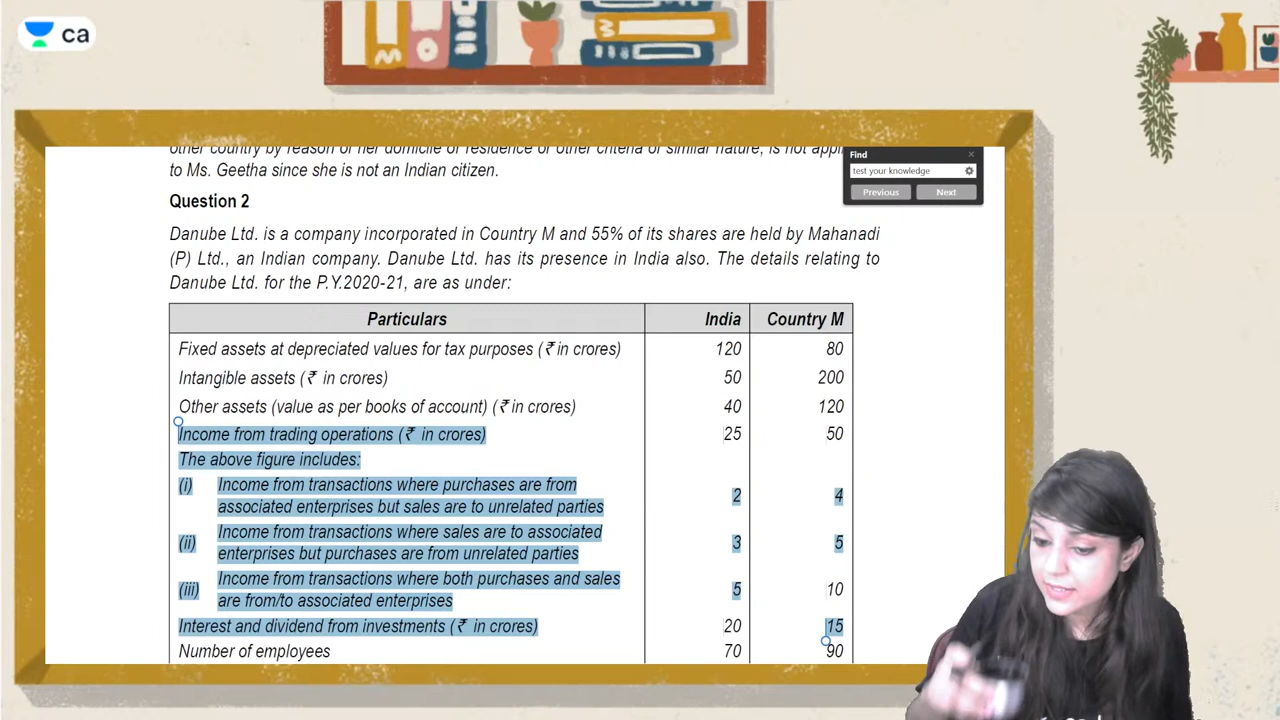 ca
other country by reason of her domicile or residence or other criteria of similar nature, is not
to Ms. Geetha since she is not an Indian citizen.
Find
test your knowledge
Previous Next
Question 2
Danube Ltd. is a company incorporated in Country M and 55% of its shares are held by Mahanadi
(P) Ltd., an Indian company. Danube Ltd. has its presence in India also. The details relating to
Danube Ltd. for the P.Y.2020-21, are as under:
Particulars India Country M
Fixed assets at depreciated values for tax purposes (₹ in crores) 120 80
Intangible assets (₹ in crores) 50 200
Other assets (value as per books of account) (₹ in crores) 40 120
Income from trading operations (₹ in crores) 25 50
The above figure includes:
(i) Income from transactions where purchases are from
associated enterprises but sales are to unrelated parties 2 4
(ii) Income from transactions where sales are to associated
enterprises but purchases are from unrelated parties 3 5
(iii) Income from transactions where both purchases and sales
are from/to associated enterprises 5 10
Interest and dividend from investments (₹ in crores) 20 15
Number of employees 70 90